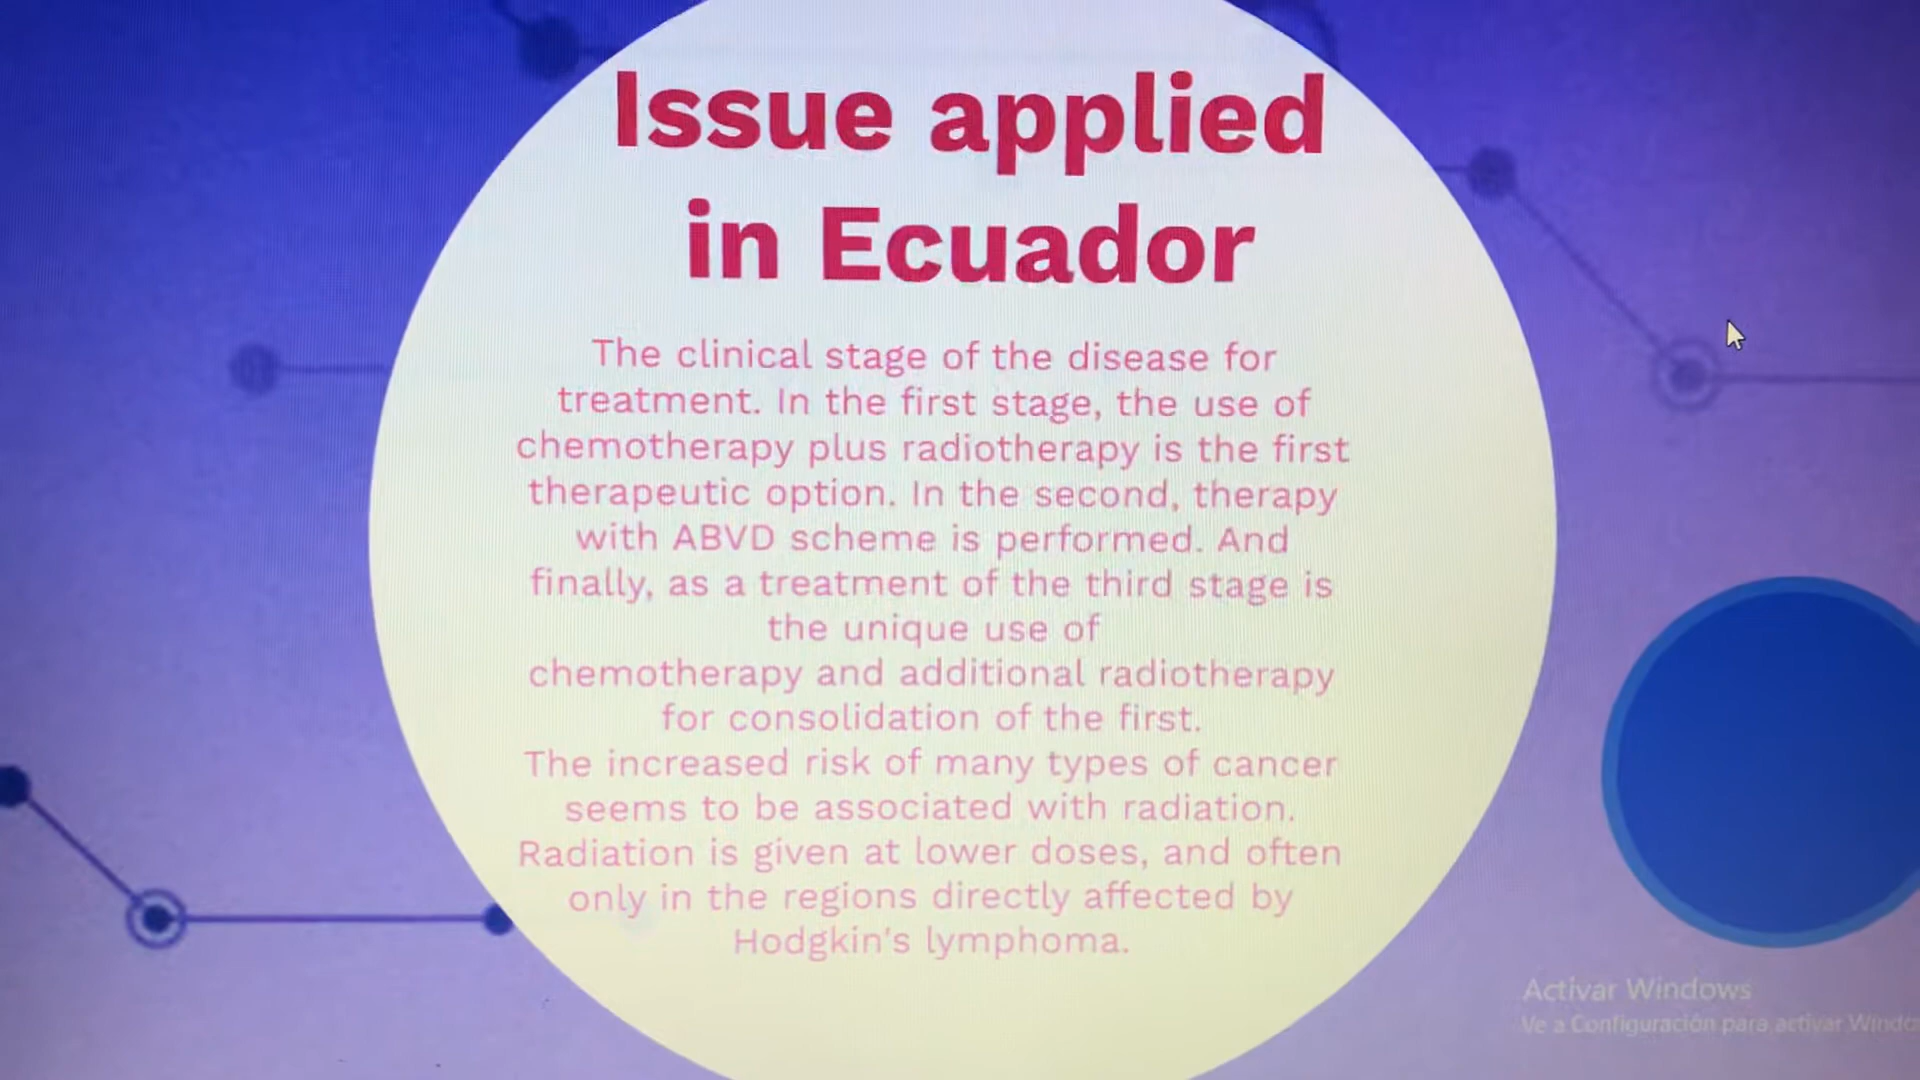 Issue applied
in Ecuador
The clinical stage of the disease for
treatment. In the first stage, the use of
chemotherapy plus radiotherapy is the first
therapeutic option. In the second, therapy
with ABVD scheme is performed. And
finally, as a treatment of the third stage is
the unique use of
chemotherapy and additional radiotherapy
for consolidation of the first.
The increased risk of many types of cancer
seems to be associated with radiation.
Radiation is given at lower doses, and often
only in the regions directly affected by
Hodgkin's lymphoma.
Activar Windows
Ve a Configuración para activar